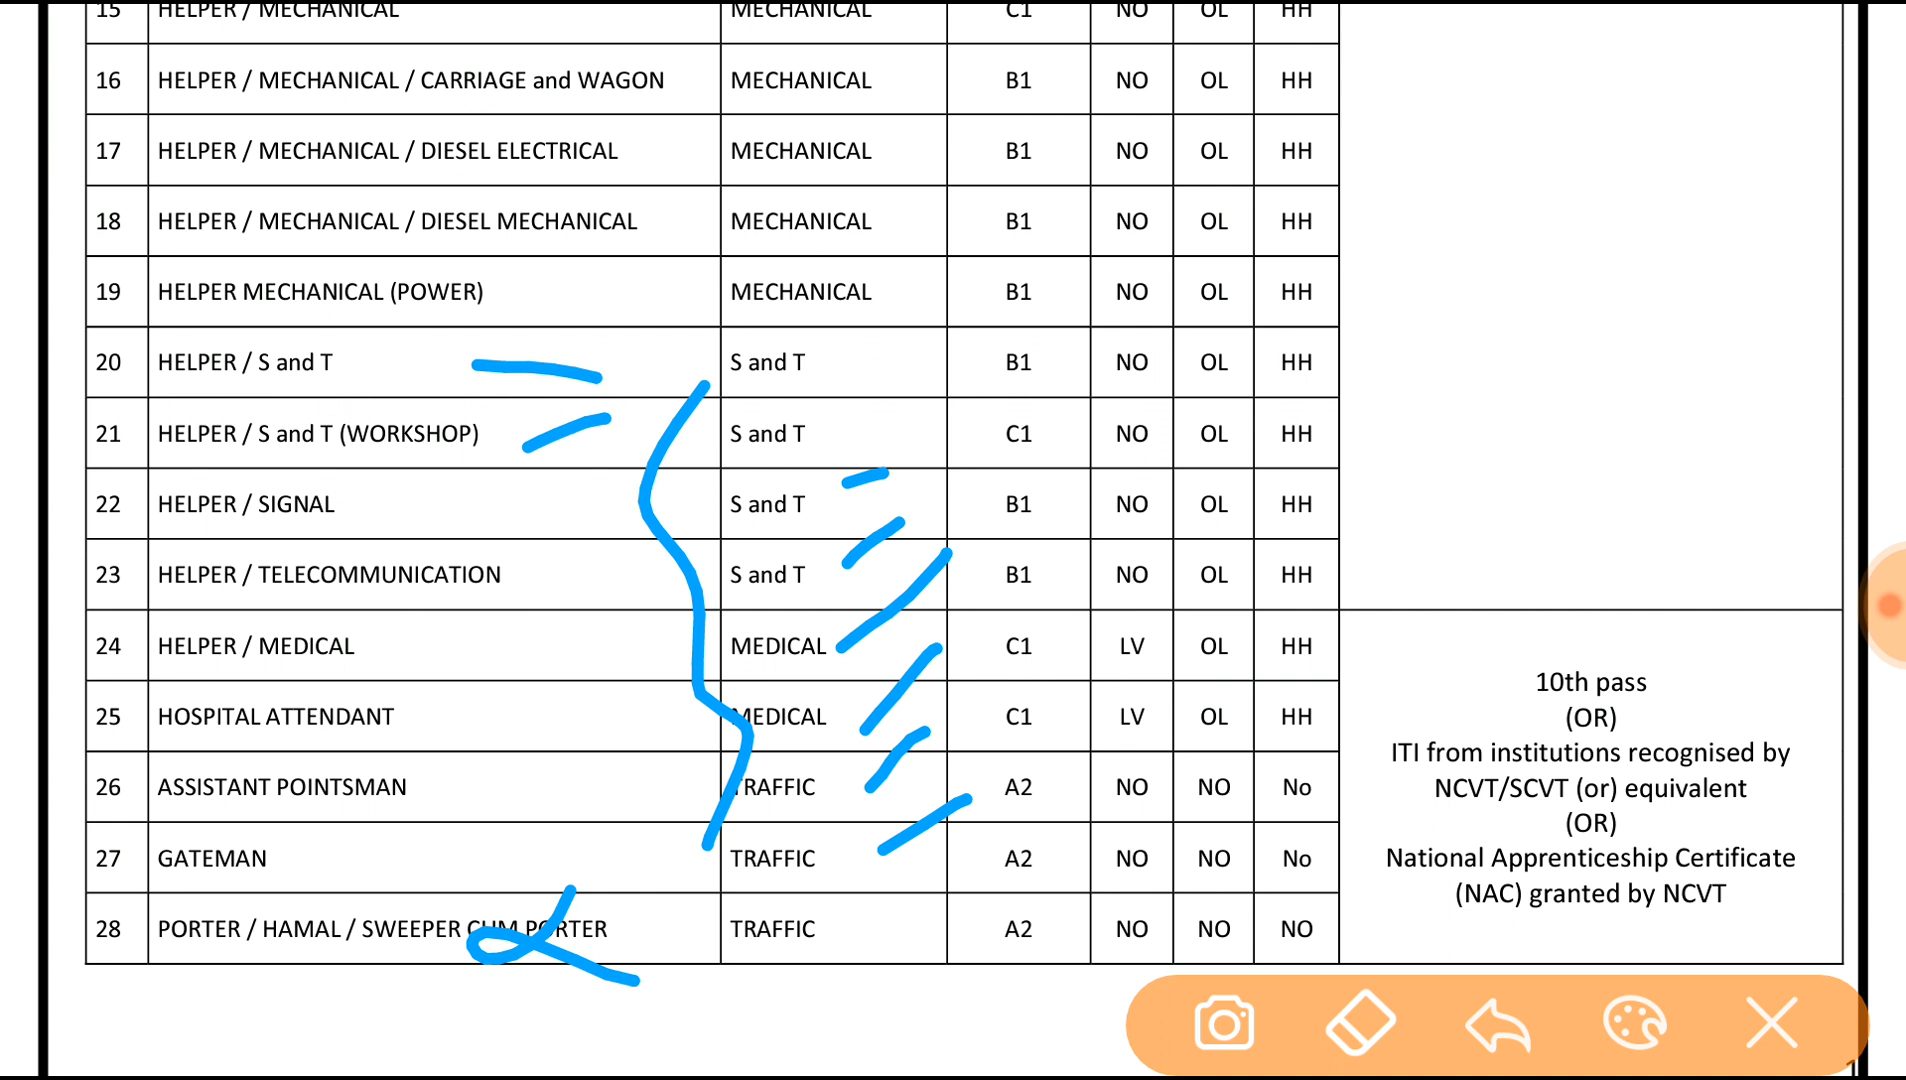 15 HELPER / MECHANICAL MECHANICAL C1 NO OL HH
16 HELPER / MECHANICAL / CARRIAGE and WAGON MECHANICAL B1 NO OL HH
17 HELPER / MECHANICAL / DIESEL ELECTRICAL MECHANICAL B1 NO OL HH
18 HELPER / MECHANICAL / DIESEL MECHANICAL MECHANICAL B1 NO OL HH
19 HELPER MECHANICAL (POWER) MECHANICAL B1 NO OL HH
20 HELPER / S and T S and T B1 NO OL HH
21 HELPER / S and T (WORKSHOP) S and T C1 NO OL HH
22 HELPER / SIGNAL S and T B1 NO OL HH
23 HELPER / TELECOMMUNICATION S and T B1 NO OL HH
24 HELPER / MEDICAL MEDICAL C1 LV OL HH
25 HOSPITAL ATTENDANT MEDICAL C1 LV OL HH
26 ASSISTANT POINTSMAN TRAFFIC A2 NO NO No
27 GATEMAN TRAFFIC A2 NO NO No
28 PORTER / HAMAL / SWEEPER CUM PORTER TRAFFIC A2 NO NO NO
10th pass
(OR)
ITI from institutions recognised by
NCVT/SCVT (or) equivalent
(OR)
National Apprenticeship Certificate
(NAC) granted by NCVT